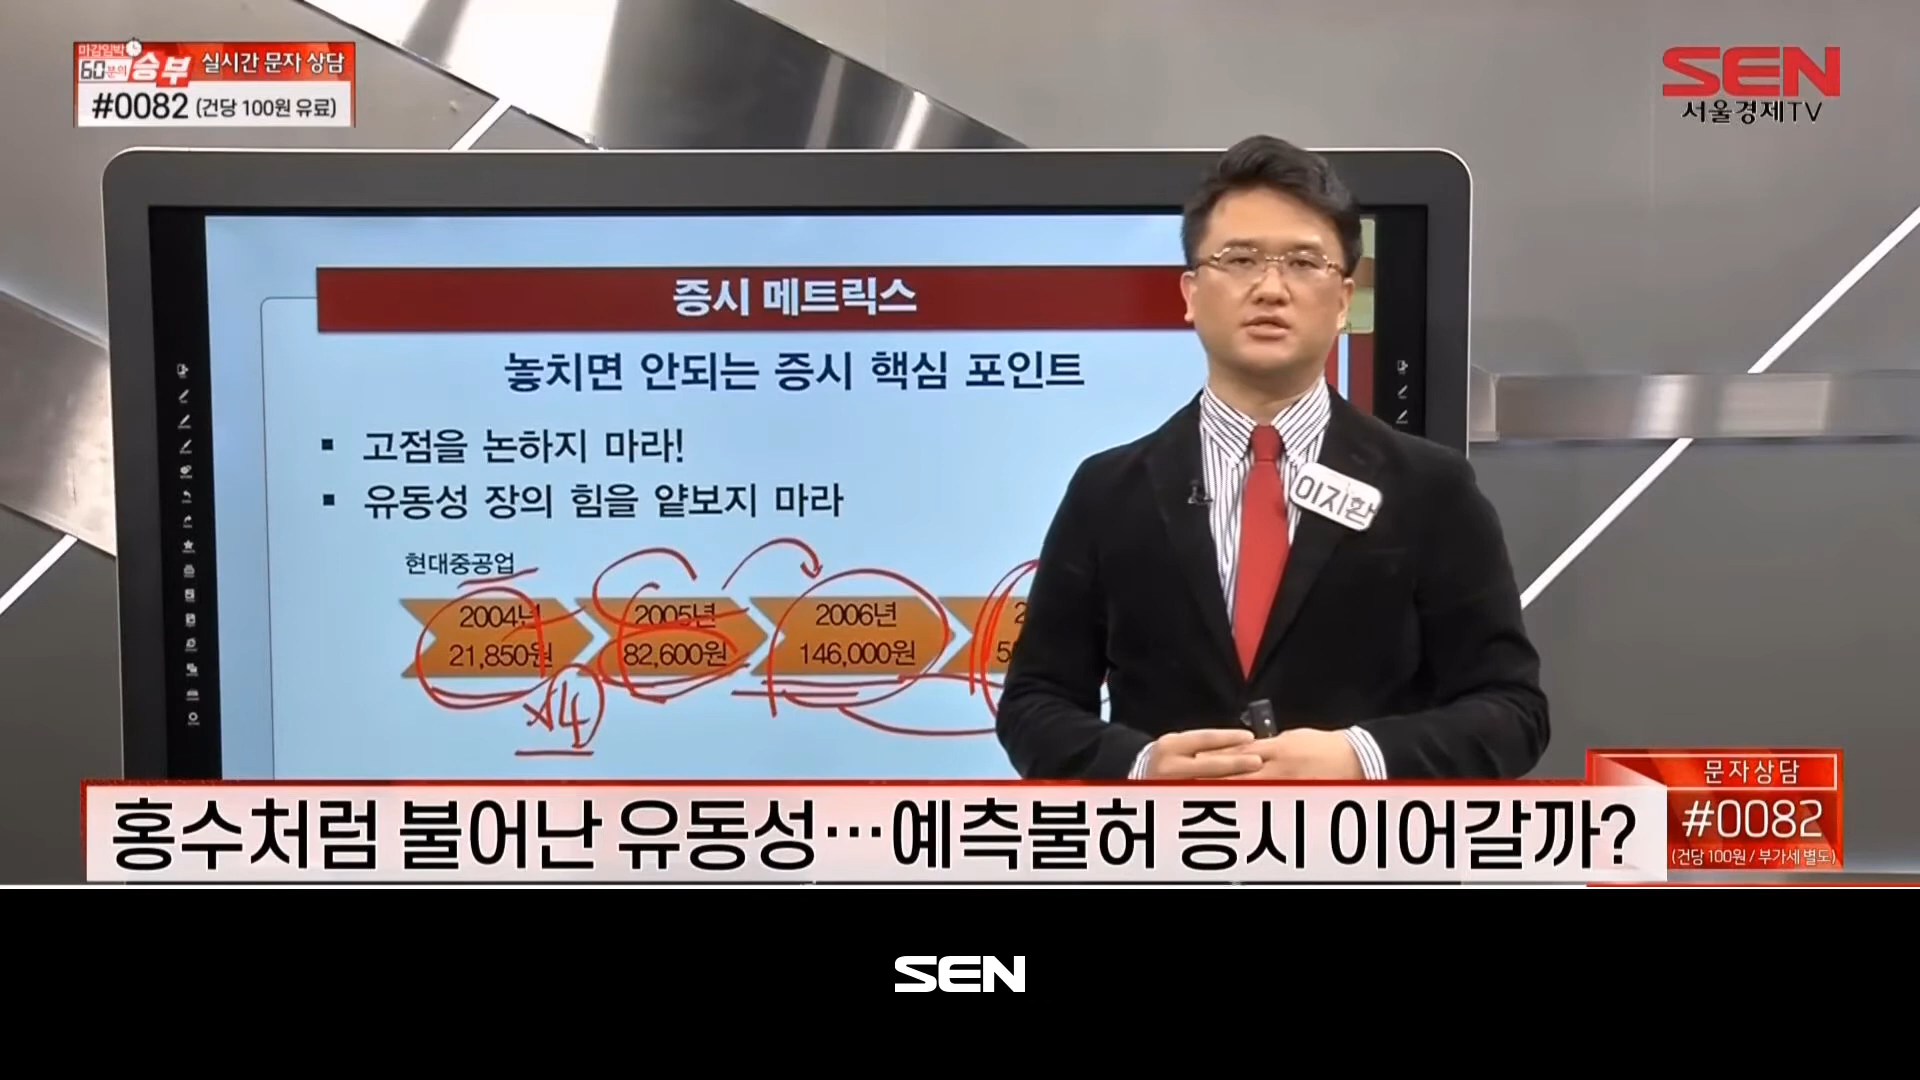 마감임박
60분의 승부 실시간 문자 상담
#0082 (건당 100원 유료)
SEN
서울경제TV
증시 메트릭스
놓치면 안되는 증시 핵심 포인트
▪ 고점을 논하지 마라!
▪ 유동성 장의 힘을 얕보지 마라
이지환
현대중공업
2004년
21,850원
2005년
82,600원
2006년
146,000원
x4
문자상담
#0082
(건당 100원 / 부가세 별도)
홍수처럼 불어난 유동성…예측불허 증시 이어갈까?
SEN